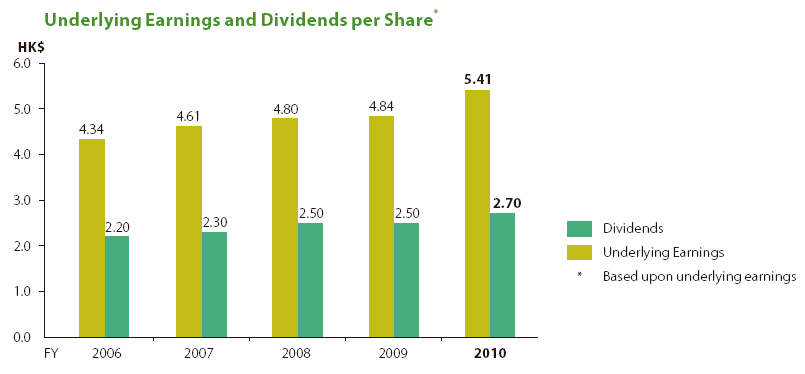 Underlying Earnings and Dividends per Share*
HK$
6.0
5.0
4.0
3.0
2.0
1.0
0.0
4.34
2.20
4.61
2.30
4.80
2.50
4.84
2.50
5.41
2.70
FY 2006 2007 2008 2009 2010
Dividends
Underlying Earnings
* Based upon underlying earnings